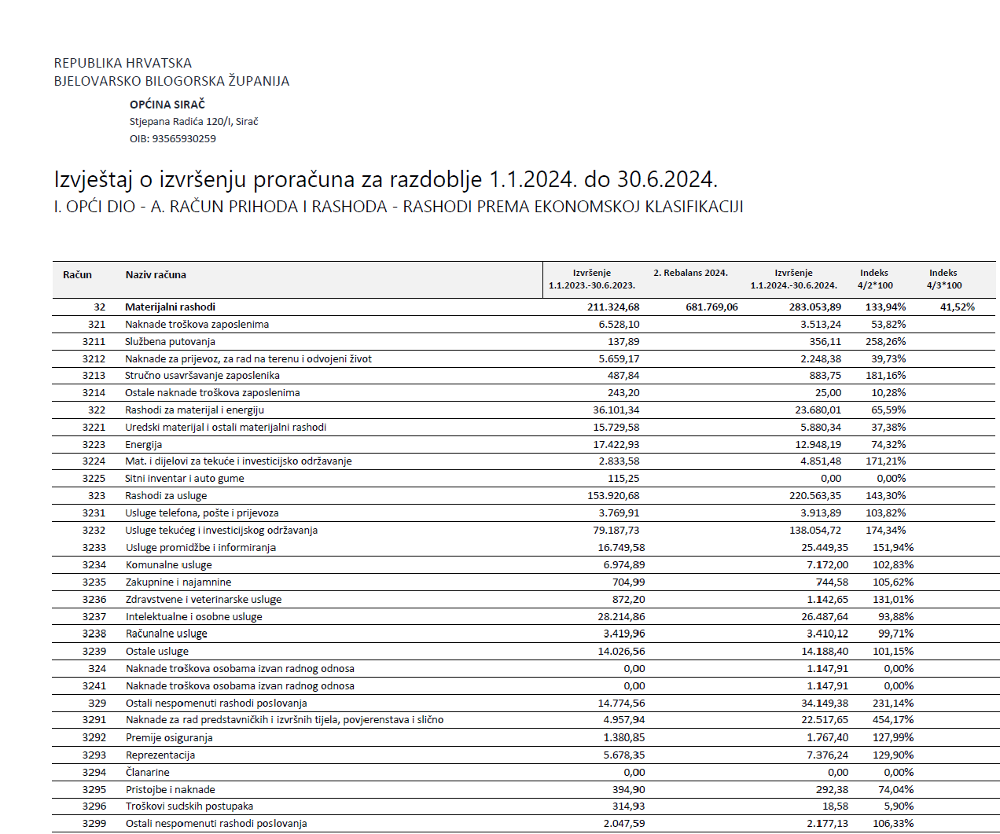 REPUBLIKA HRVATSKA
BJELOVARSKO BILOGORSKA ŽUPANIJA
OPĆINA SIRAČ
Stjepana Radića 120/I, Sirač
OIB: 93565930259
Izvještaj o izvršenju proračuna za razdoblje 1.1.2024. do 30.6.2024.
I. OPĆI DIO - A. RAČUN PRIHODA I RASHODA - RASHODI PREMA EKONOMSKOJ KLASIFIKACIJI
Račun Naziv računa Izvršenje 1.1.2023.-30.6.2023. 2. Rebalans 2024. Izvršenje 1.1.2024.-30.6.2024. Indeks 4/2*100 Indeks 4/3*100
32 Materijalni rashodi 211.324,68 681.769,06 283.053,89 133,94% 41,52%
321 Naknade troškova zaposlenima 6.528,10 3.513,24 53,82%
3211 Službena putovanja 137,89 356,11 258,26%
3212 Naknade za prijevoz, za rad na terenu i odvojeni život 5.659,17 2.248,38 39,73%
3213 Stručno usavršavanje zaposlenika 487,84 883,75 181,16%
3214 Ostale naknade troškova zaposlenima 243,20 25,00 10,28%
322 Rashodi za materijal i energiju 36.101,34 23.680,01 65,59%
3221 Uredski materijal i ostali materijalni rashodi 15.729,58 5.880,34 37,38%
3223 Energija 17.422,93 12.948,19 74,32%
3224 Mat. i dijelovi za tekuće i investicijsko održavanje 2.833,58 4.851,48 171,21%
3225 Sitni inventar i auto gume 115,25 0,00 0,00%
323 Rashodi za usluge 153.920,68 220.563,35 143,30%
3231 Usluge telefona, pošte i prijevoza 3.769,91 3.913,89 103,82%
3232 Usluge tekućeg i investicijskog održavanja 79.187,73 138.054,72 174,34%
3233 Usluge promidžbe i informiranja 16.749,58 25.449,35 151,94%
3234 Komunalne usluge 6.974,89 7.172,00 102,83%
3235 Zakupnine i najamnine 704,99 744,58 105,62%
3236 Zdravstvene i veterinarske usluge 872,20 1.142,65 131,01%
3237 Intelektualne i osobne usluge 28.214,86 26.487,64 93,88%
3238 Računalne usluge 3.419,96 3.410,12 99,71%
3239 Ostale usluge 14.026,56 14.188,40 101,15%
324 Naknade troškova osobama izvan radnog odnosa 0,00 1.147,91 0,00%
3241 Naknade troškova osobama izvan radnog odnosa 0,00 1.147,91 0,00%
329 Ostali nespomenuti rashodi poslovanja 14.774,56 34.149,38 231,14%
3291 Naknade za rad predstavničkih i izvršnih tijela, povjerenstava i slično 4.957,94 22.517,65 454,17%
3292 Premije osiguranja 1.380,85 1.767,40 127,99%
3293 Reprezentacija 5.678,35 7.376,24 129,90%
3294 Članarine 0,00 0,00 0,00%
3295 Pristojbe i naknade 394,90 292,38 74,04%
3296 Troškovi sudskih postupaka 314,93 18,58 5,90%
3299 Ostali nespomenuti rashodi poslovanja 2.047,59 2.177,13 106,33%